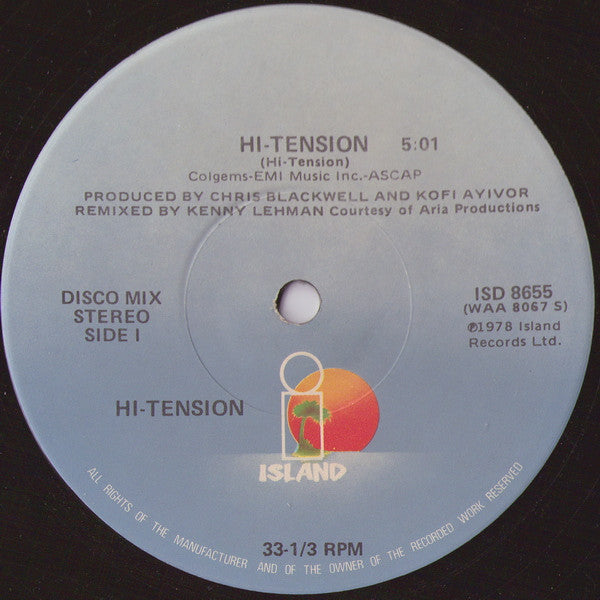 HI-TENSION 5:01
(Hi-Tension)
Colgems-EMI Music Inc.-ASCAP
PRODUCED BY CHRIS BLACKWELL AND KOFI AYIVOR
REMIXED BY KENNY LEHMAN Courtesy of Aria Productions
DISCO MIX
STEREO
SIDE I
ISD 8655
(WAA 8067 S)
℗1978 Island
Records Ltd.
HI-TENSION
i
ISLAND
33-1/3 RPM
ALL RIGHTS OF THE MANUFACTURER AND OF THE OWNER OF THE RECORDED WORK RESERVED